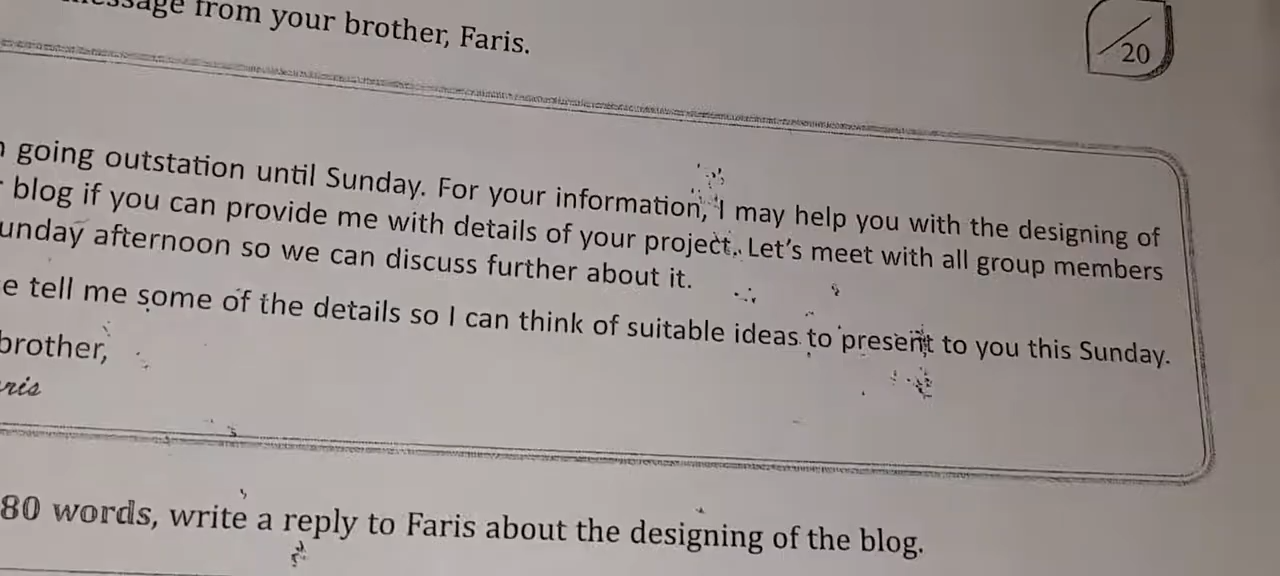 from your brother, Faris.
20
going outstation until Sunday. For your information, I may help you with the designing of
blog if you can provide me with details of your project. Let's meet with all group members
afternoon so we can discuss further about it.
tell me some of the details so I can think of suitable ideas to present to you this Sunday.
brother,
80 words, write a reply to Faris about the designing of the blog.